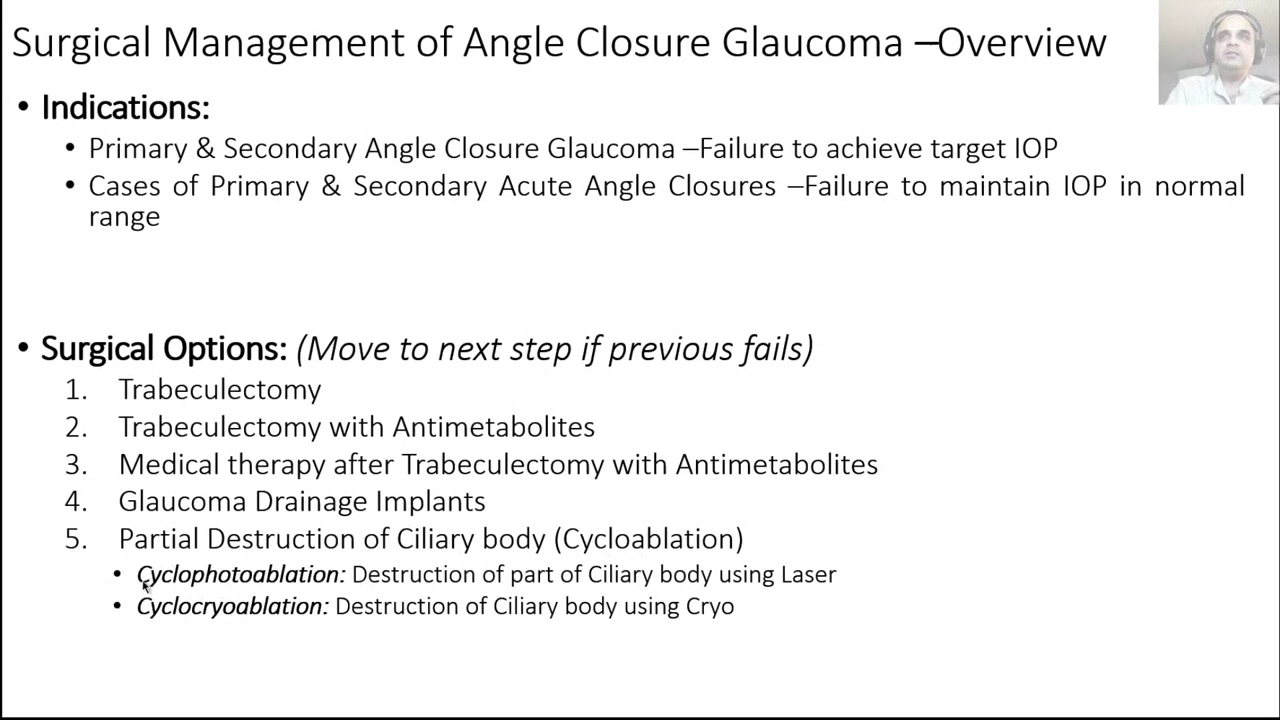 Surgical Management of Angle Closure Glaucoma –Overview
• Indications:
• Primary & Secondary Angle Closure Glaucoma –Failure to achieve target IOP
• Cases of Primary & Secondary Acute Angle Closures –Failure to maintain IOP in normal
range
• Surgical Options: (Move to next step if previous fails)
1. Trabeculectomy
2. Trabeculectomy with Antimetabolites
3. Medical therapy after Trabeculectomy with Antimetabolites
4. Glaucoma Drainage Implants
5. Partial Destruction of Ciliary body (Cycloablation)
• Cyclophotoablation: Destruction of part of Ciliary body using Laser
• Cyclocryoablation: Destruction of Ciliary body using Cryo